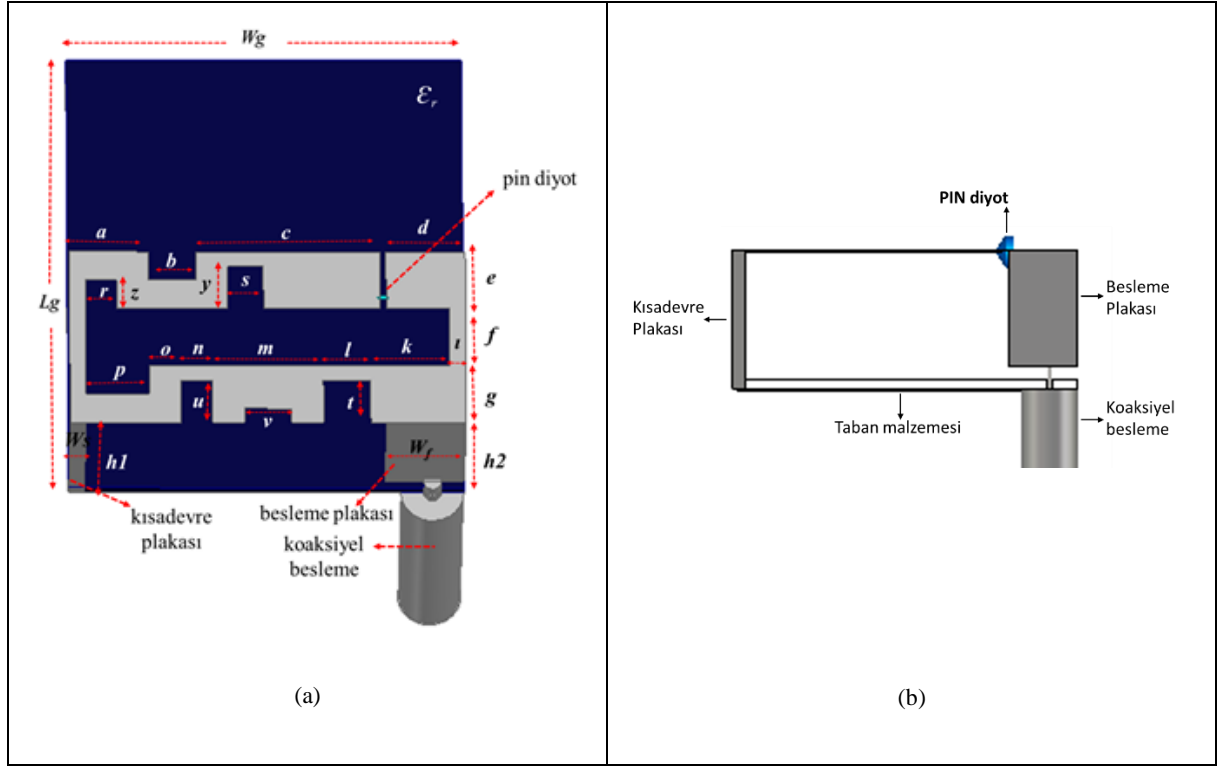 Wg
εr
pin diyot
a
d
c
b
e
y
s
r
z
Lg
f
o
n
m
l
k
ı
p
g
u
t
v
Ws
Wf
h1
h2
kısadevre
plakası
besleme plakası
koaksiyel
besleme
(a)
PIN diyot
Kısadevre
Plakası
Besleme
Plakası
Taban malzemesi
Koaksiyel
besleme
(b)